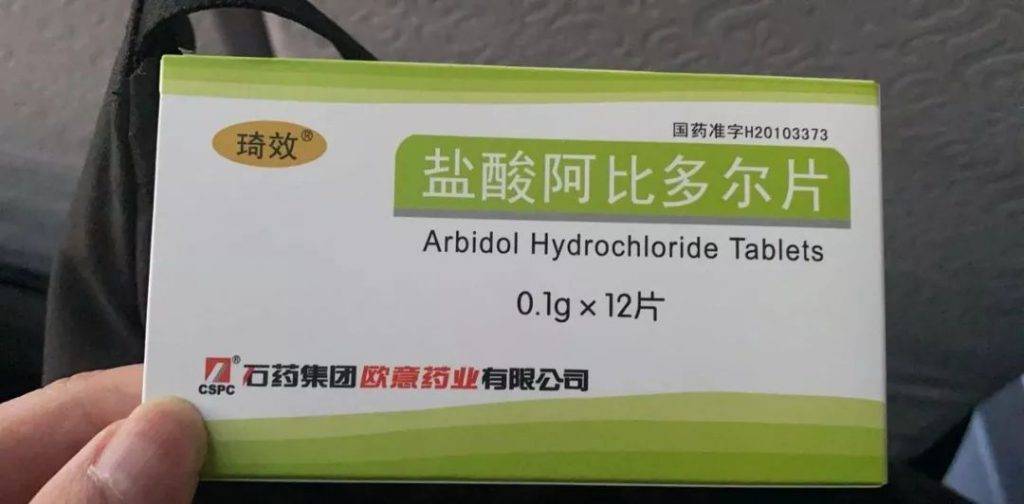 琦效®
国药准字H20103373
盐酸阿比多尔片
Arbidol Hydrochloride Tablets
0.1g×12片
CSPC® 石药集团欧意药业有限公司